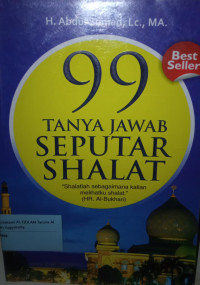 H. Abdul Somad, Lc., MA.
Best
Seller
99
TANYA JAWAB
SEPUTAR
SHALAT
"Shalatlah sebagaimana kalian
melihatku shalat."
(HR. Al-Bukhari)